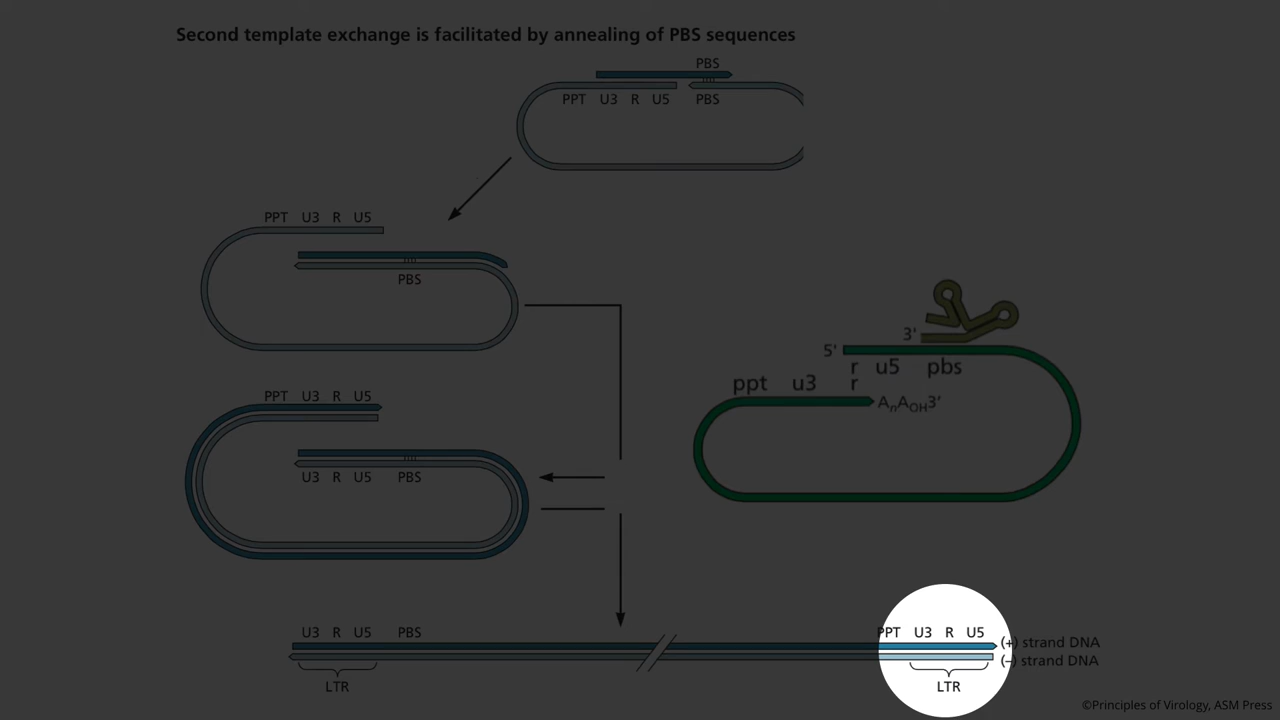 Second template exchange is facilitated by annealing of PBS sequences
PBS
PPT U3 R U5 PBS
PPT U3 R U5
PBS
3'
5'
r u5 pbs
ppt u3 r
AnAOH3'
PPT U3 R U5
U3 R U5 PBS
U3 R U5 PBS PPT U3 R U5
(+) strand DNA
(–) strand DNA
LTR LTR
©Principles of Virology, ASM Press